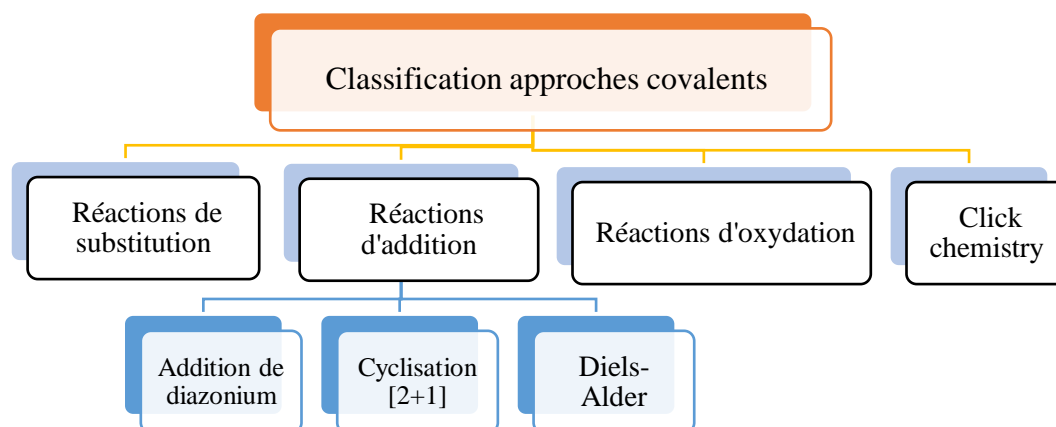 Classification approches covalents
Réactions de
substitution
Réactions
d'addition
Réactions d'oxydation
Click
chemistry
Addition de
diazonium
Cyclisation
[2+1]
Diels-
Alder